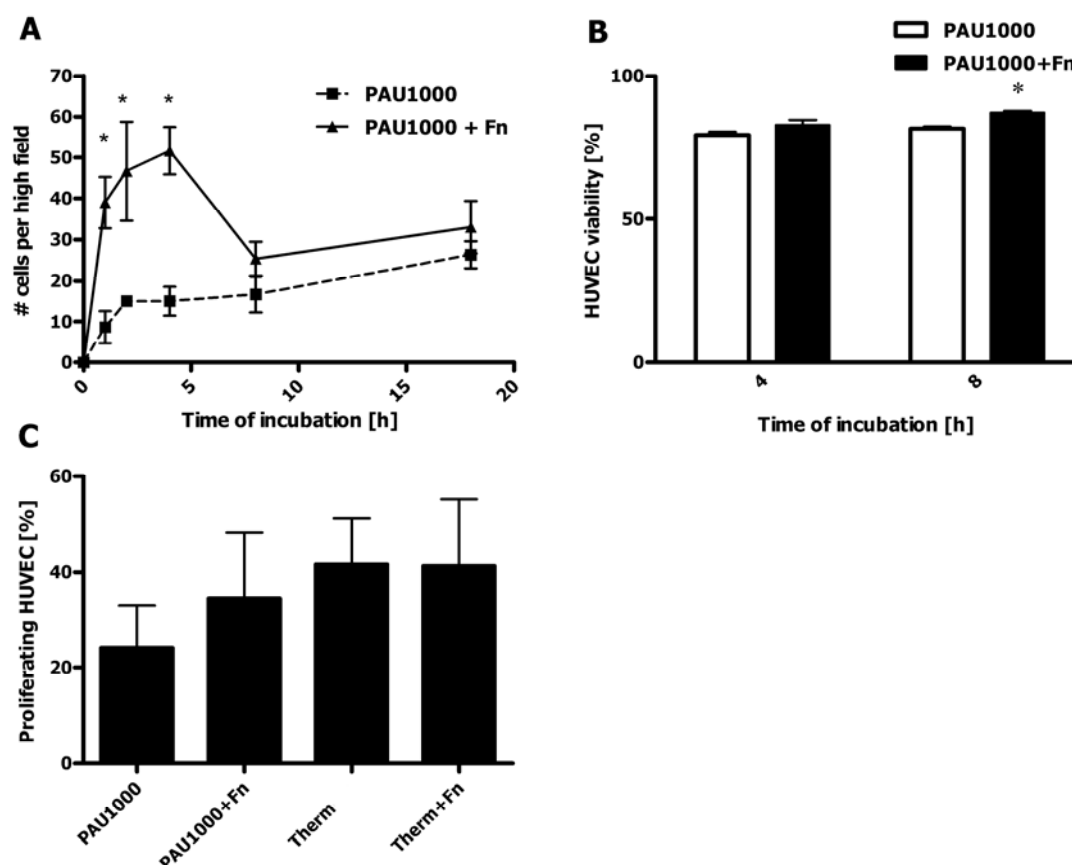 A
70
60
50
40
30
20
10
0
# cells per high field
* * *
PAU1000
PAU1000 + Fn
0 5 10 15 20
Time of incubation [h]
B
PAU1000
PAU1000+Fn
*
100
50
0
HUVEC viability [%]
4 8
Time of incubation [h]
C
60
40
20
0
Proliferating HUVEC [%]
PAU1000 PAU1000+Fn Therm Therm+Fn